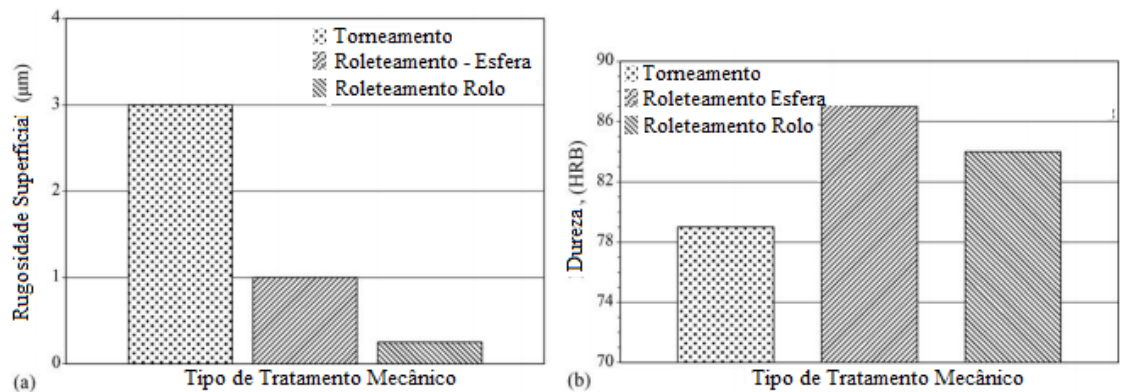 4
3
2
1
0
Rugosidade Superficial (µm)
Torneamento
Roleteamento - Esfera
Roleteamento Rolo
(a)
Tipo de Tratamento Mecânico
90
86
82
78
74
70
Dureza , (HRB)
Torneamento
Roleteamento Esfera
Roleteamento Rolo
(b)
Tipo de Tratamento Mecânico